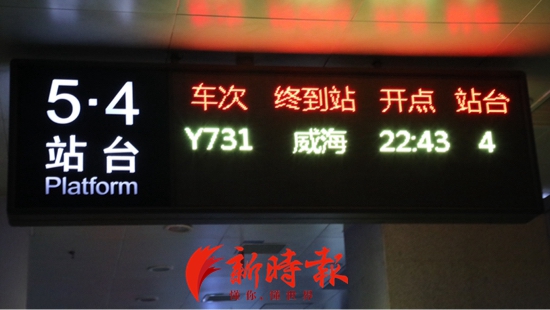 5·4
站台
Platform
车次 终到站 开点 站台
Y731 威海 22:43 4
新時報